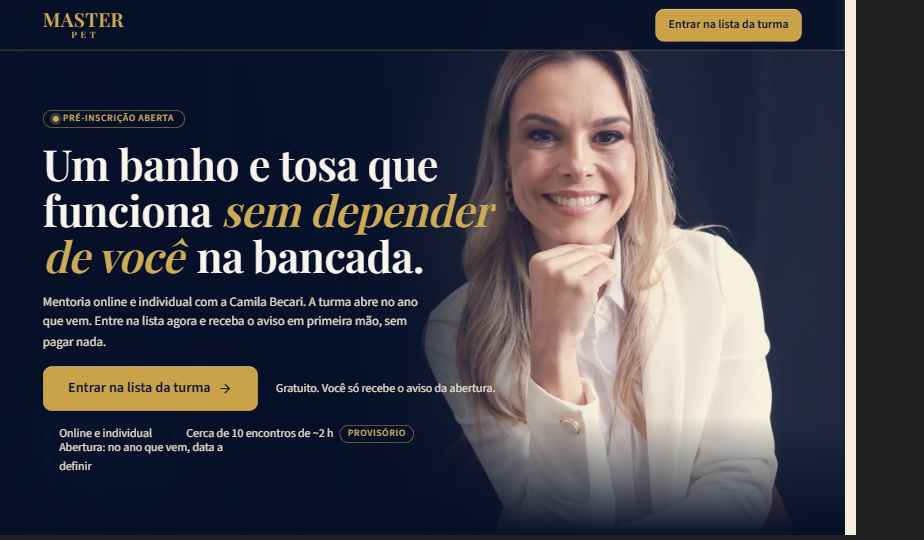 MASTER
PET
Entrar na lista da turma
PRÉ-INSCRIÇÃO ABERTA
Um banho e tosa que
funciona sem depender
de você na bancada.
Mentoria online e individual com a Camila Becari. A turma abre no ano
que vem. Entre na lista agora e receba o aviso em primeira mão, sem
pagar nada.
Entrar na lista da turma →
Gratuito. Você só recebe o aviso da abertura.
Online e individual
Cerca de 10 encontros de ~2 h PROVISÓRIO
Abertura: no ano que vem, data a
definir